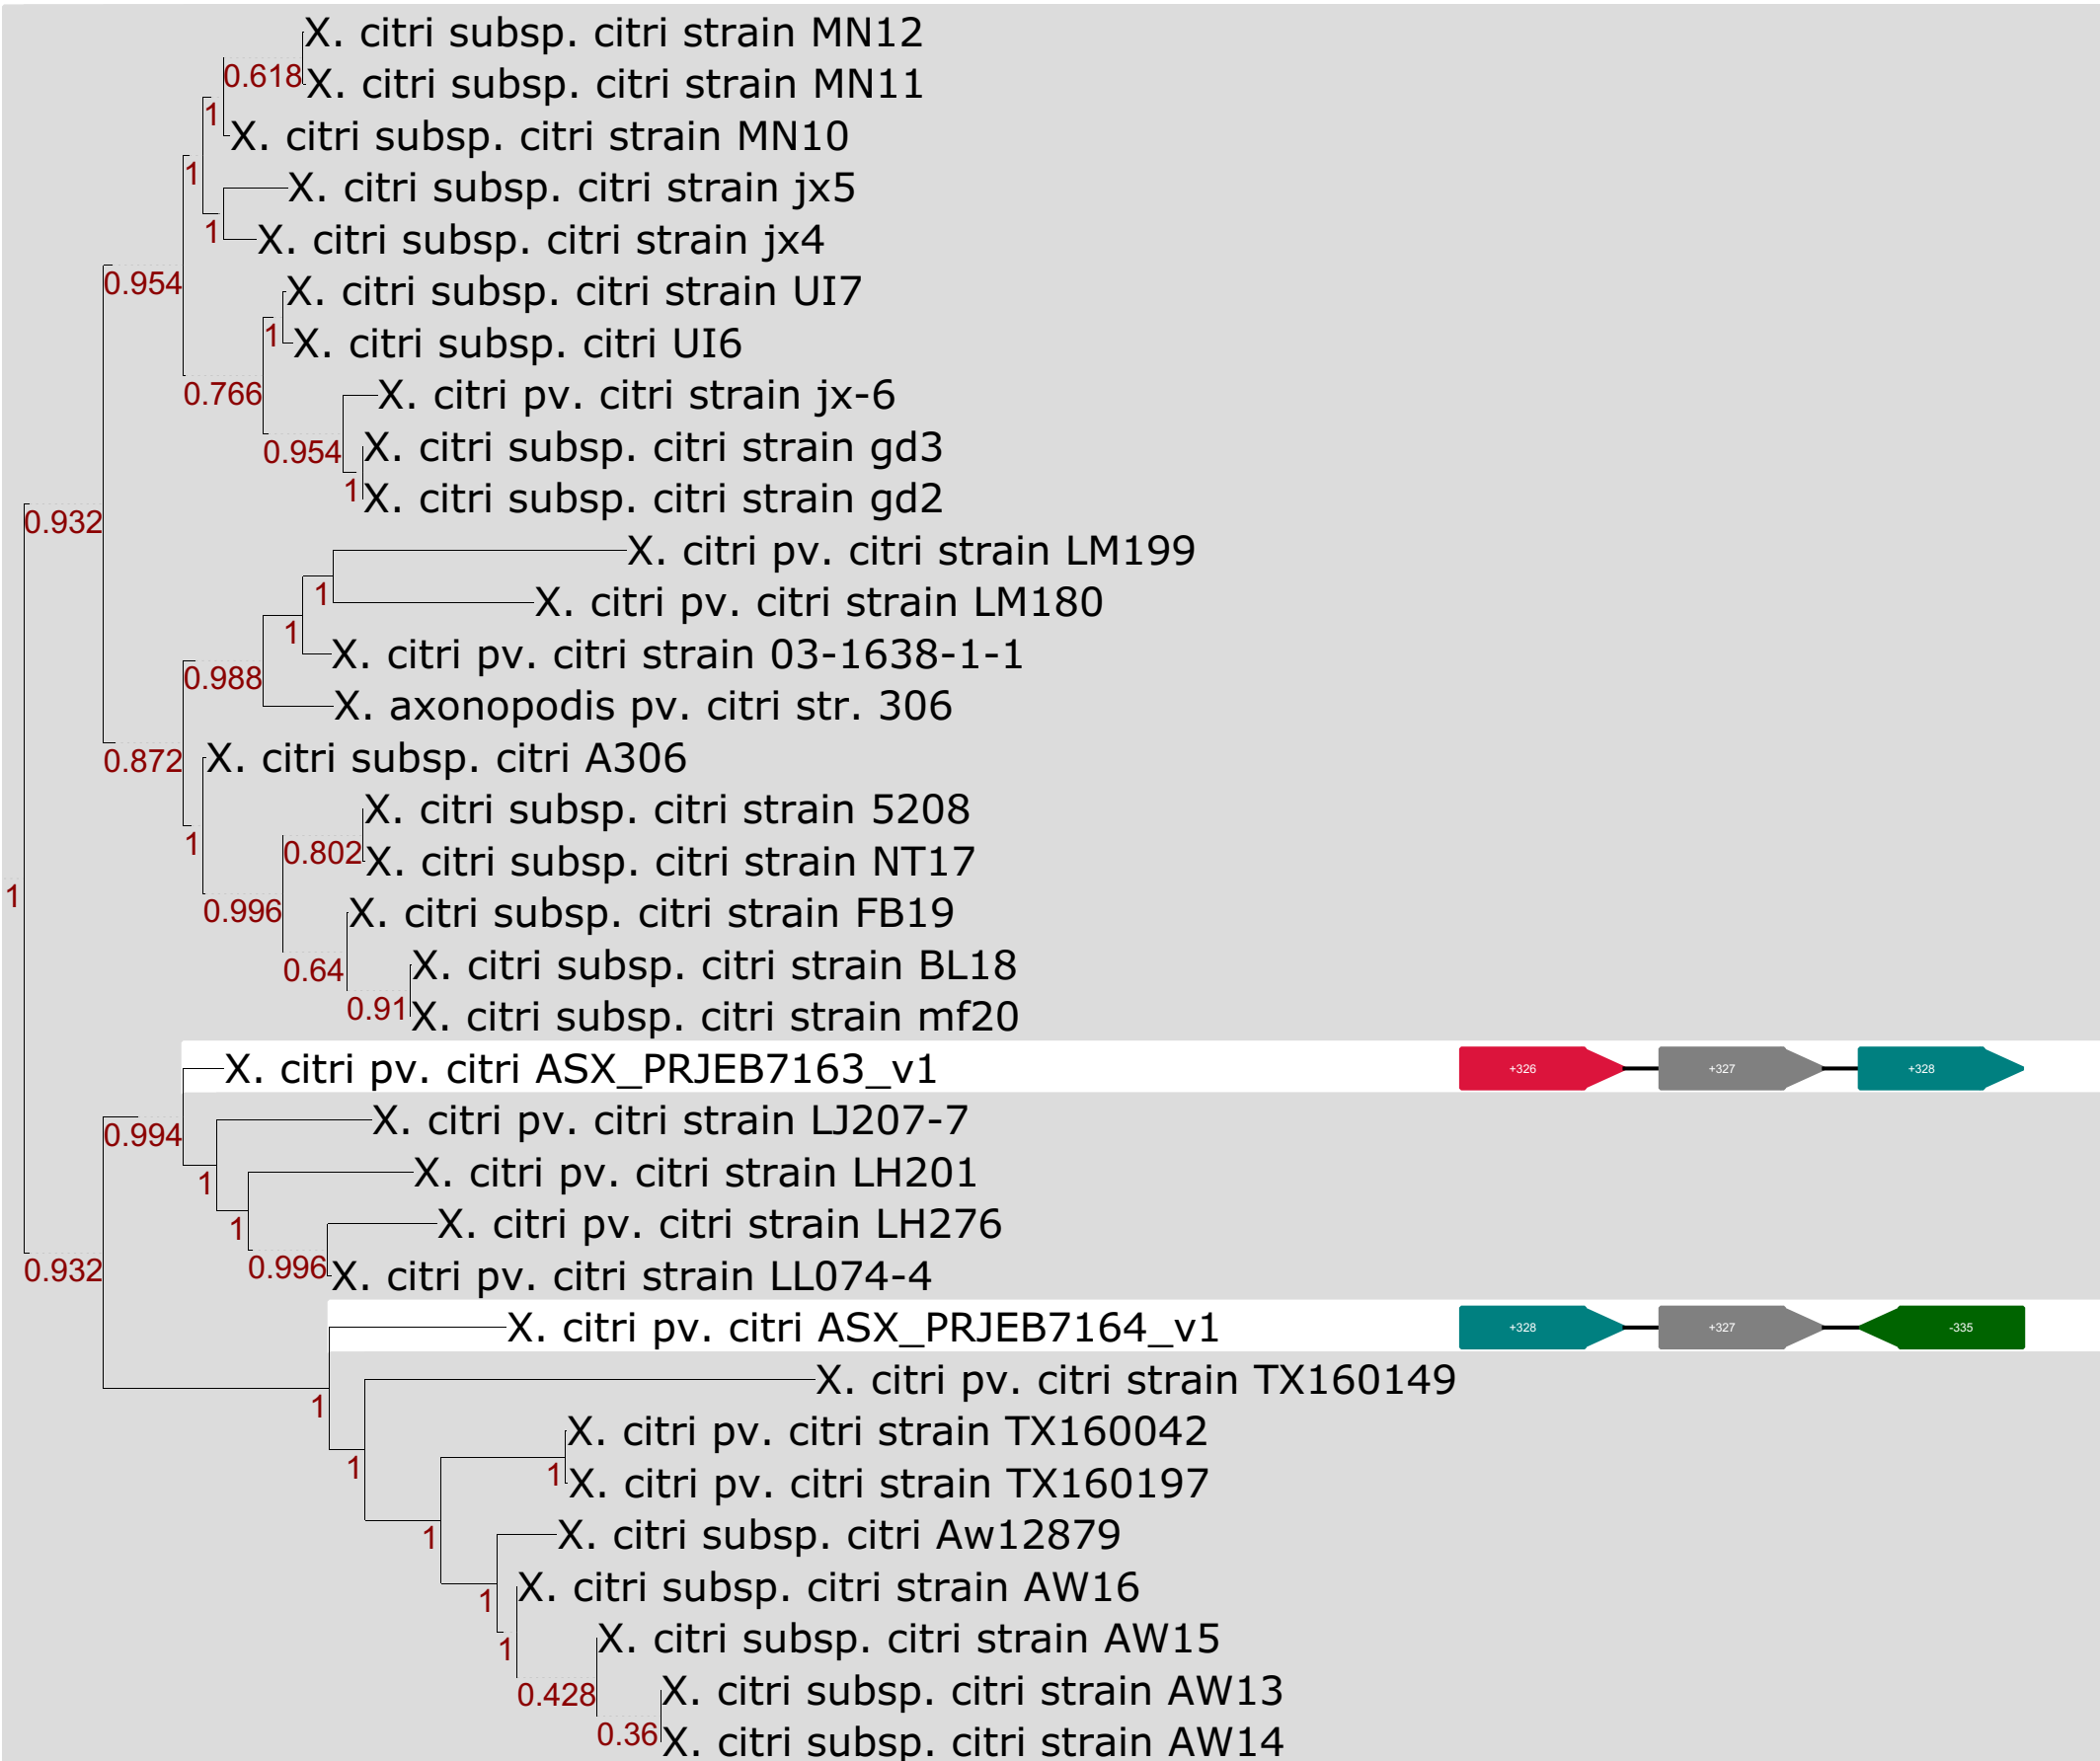 X. citri subsp. citri strain MN12
0.618
X. citri subsp. citri strain MN11
1
X. citri subsp. citri strain MN10
1
X. citri subsp. citri strain jx5
1
X. citri subsp. citri strain jx4
0.954
X. citri subsp. citri strain UI7
1
X. citri subsp. citri UI6
0.766
X. citri pv. citri strain jx-6
0.954
X. citri subsp. citri strain gd3
1
X. citri subsp. citri strain gd2
0.932
X. citri pv. citri strain LM199
1
X. citri pv. citri strain LM180
1
X. citri pv. citri strain 03-1638-1-1
0.988
X. axonopodis pv. citri str. 306
0.872
X. citri subsp. citri A306
1
X. citri subsp. citri strain 5208
0.802
X. citri subsp. citri strain NT17
1
0.996
X. citri subsp. citri strain FB19
0.64
X. citri subsp. citri strain BL18
0.91
X. citri subsp. citri strain mf20
X. citri pv. citri ASX_PRJEB7163_v1 +326 +327 +328
0.994
X. citri pv. citri strain LJ207-7
1
X. citri pv. citri strain LH201
1
X. citri pv. citri strain LH276
0.932
0.996
X. citri pv. citri strain LL074-4
X. citri pv. citri ASX_PRJEB7164_v1 +328 +327 -335
X. citri pv. citri strain TX160149
1
X. citri pv. citri strain TX160042
1
1
X. citri pv. citri strain TX160197
1
X. citri subsp. citri Aw12879
1
X. citri subsp. citri strain AW16
1
X. citri subsp. citri strain AW15
0.428
X. citri subsp. citri strain AW13
0.36
X. citri subsp. citri strain AW14